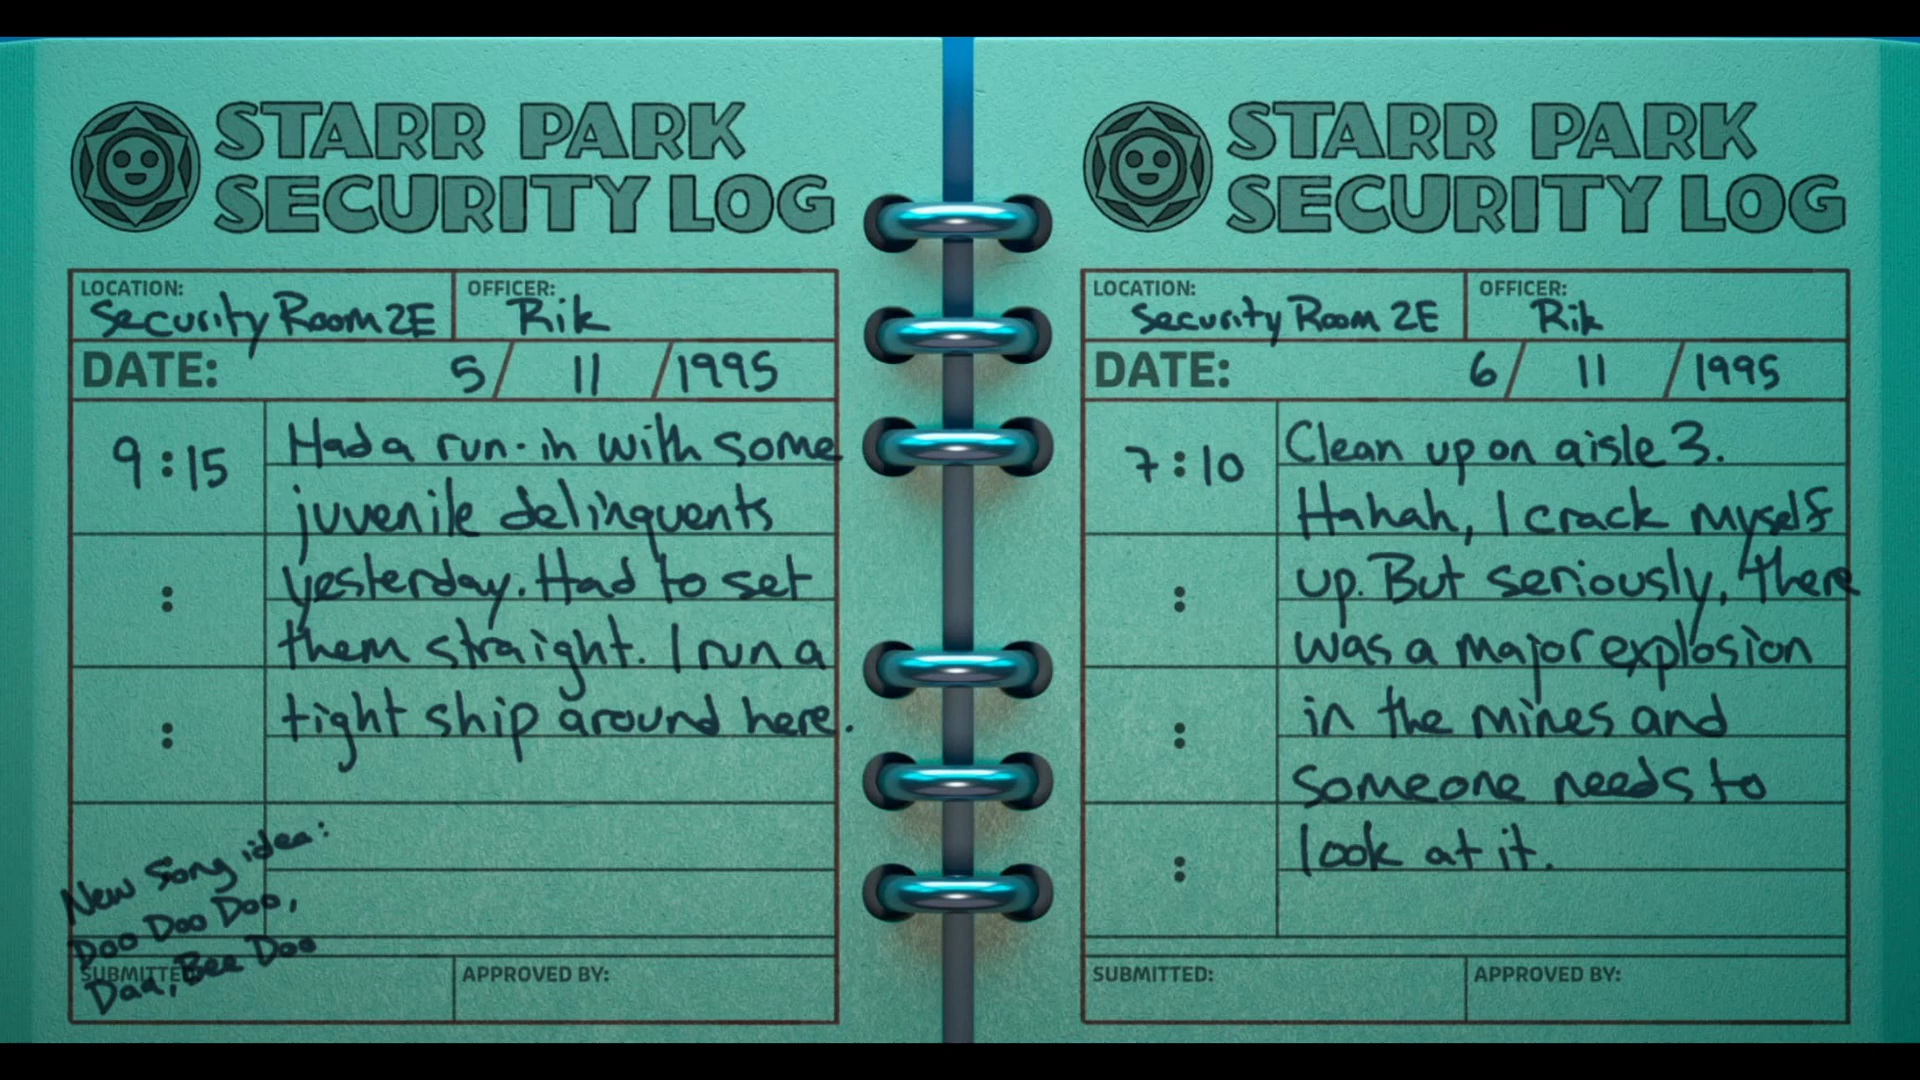 STARR PARK
SECURITY LOG
LOCATION:
Security Room 2E
OFFICER:
Rik
DATE: 5 / 11 / 1995
9:15
Had a run-in with some
juvenile delinquents
yesterday. Had to set
:
them straight. I run a
tight ship around here.
:
New Song idea:
Doo Doo Doo,
Daa, Bee Doo
SUBMITTED:
APPROVED BY:
STARR PARK
SECURITY LOG
LOCATION:
Security Room 2E
OFFICER:
Rik
DATE: 6 / 11 / 1995
7:10
Clean up on aisle 3.
Hahah, I crack myself
up. But seriously, there
:
was a major explosion
in the mines and
:
someone needs to
look at it.
:
SUBMITTED:
APPROVED BY: